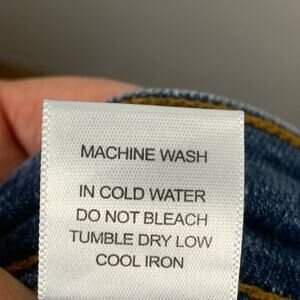 MACHINE WASH
IN COLD WATER
DO NOT BLEACH
TUMBLE DRY LOW
COOL IRON